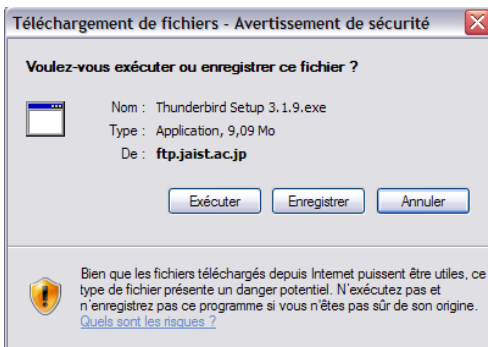 Téléchargement de fichiers - Avertissement de sécurité
Voulez-vous exécuter ou enregistrer ce fichier ?
Nom : Thunderbird Setup 3.1.9.exe
Type : Application, 9,09 Mo
De : ftp.jaist.ac.jp
Exécuter Enregistrer Annuler
Bien que les fichiers téléchargés depuis Internet puissent être utiles, ce
type de fichier présente un danger potentiel. N'exécutez pas et
n'enregistrez pas ce programme si vous n'êtes pas sûr de son origine.
Quels sont les risques ?